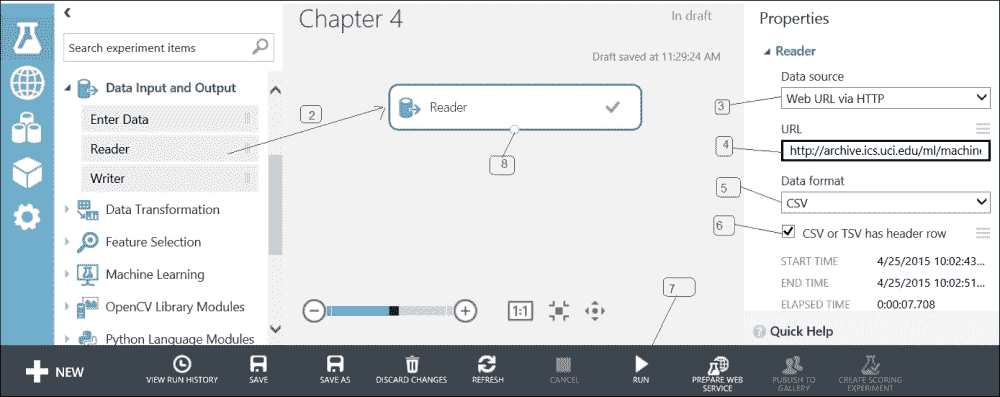 Chapter 4
In draft
Draft saved at 11:29:24 AM
Search experiment items
Data Input and Output
Enter Data
Reader
Writer
Data Transformation
Feature Selection
Machine Learning
OpenCV Library Modules
Python Language Modules
2
Reader
8
7
1:1
Properties
Reader
Data source
3
Web URL via HTTP
URL
4
http://archive.ics.uci.edu/ml/machine
Data format
5
CSV
6
CSV or TSV has header row
START TIME 4/25/2015 10:02:43...
END TIME 4/25/2015 10:02:51...
ELAPSED TIME 0:00:07.708
Quick Help
NEW
VIEW RUN HISTORY
SAVE
SAVE AS
DISCARD CHANGES
REFRESH
CANCEL
RUN
PREPARE WEB
SERVICE
PUBLISH TO
GALLERY
CREATE SCORING
EXPERIMENT